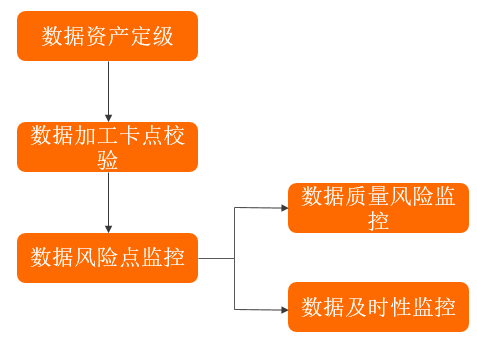 数据资产定级
数据加工卡点校
验
数据风险点监控
数据质量风险监
控
数据及时性监控